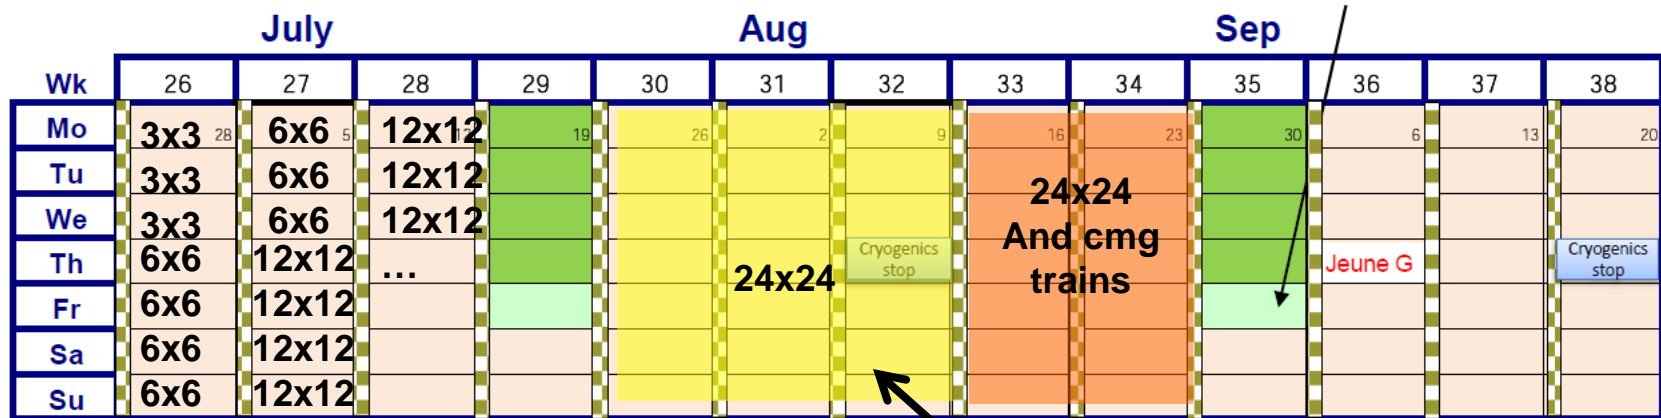 July Aug Sep
Wk 26 27 28 29 30 31 32 33 34 35 36 37 38
Mo 3x3 28 6x6 5 12x12 12 19 26 2 9 16 23 30 6 13 20
Tu 3x3 6x6 12x12
We 3x3 6x6 12x12 24x24
Th 6x6 12x12 ... 24x24 Cryogenics stop And cmg trains Jeune G Cryogenics stop
Fr 6x6 12x12
Sa 6x6 12x12
Su 6x6 12x12